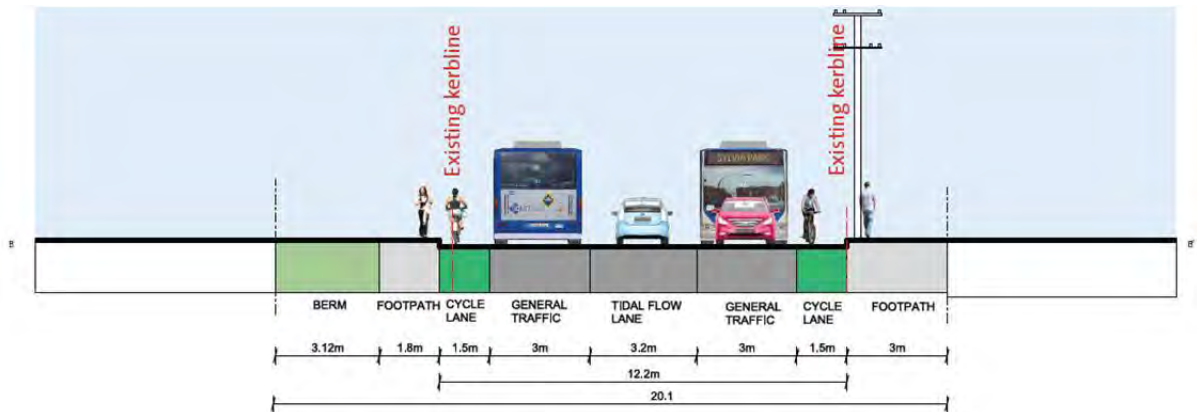 Existing kerbline
Existing kerbline
SYLVIA PARK
BERM
FOOTPATH
CYCLE
LANE
GENERAL
TRAFFIC
TIDAL FLOW
LANE
GENERAL
TRAFFIC
CYCLE
LANE
FOOTPATH
3.12m
1.8m
1.5m
3m
3.2m
3m
1.5m
3m
12.2m
20.1